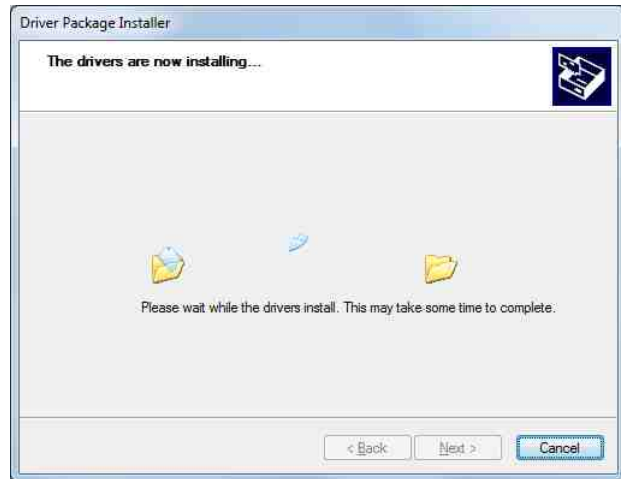 Driver Package Installer
The drivers are now installing...
Please wait while the drivers install. This may take some time to complete.
< Back
Next >
Cancel